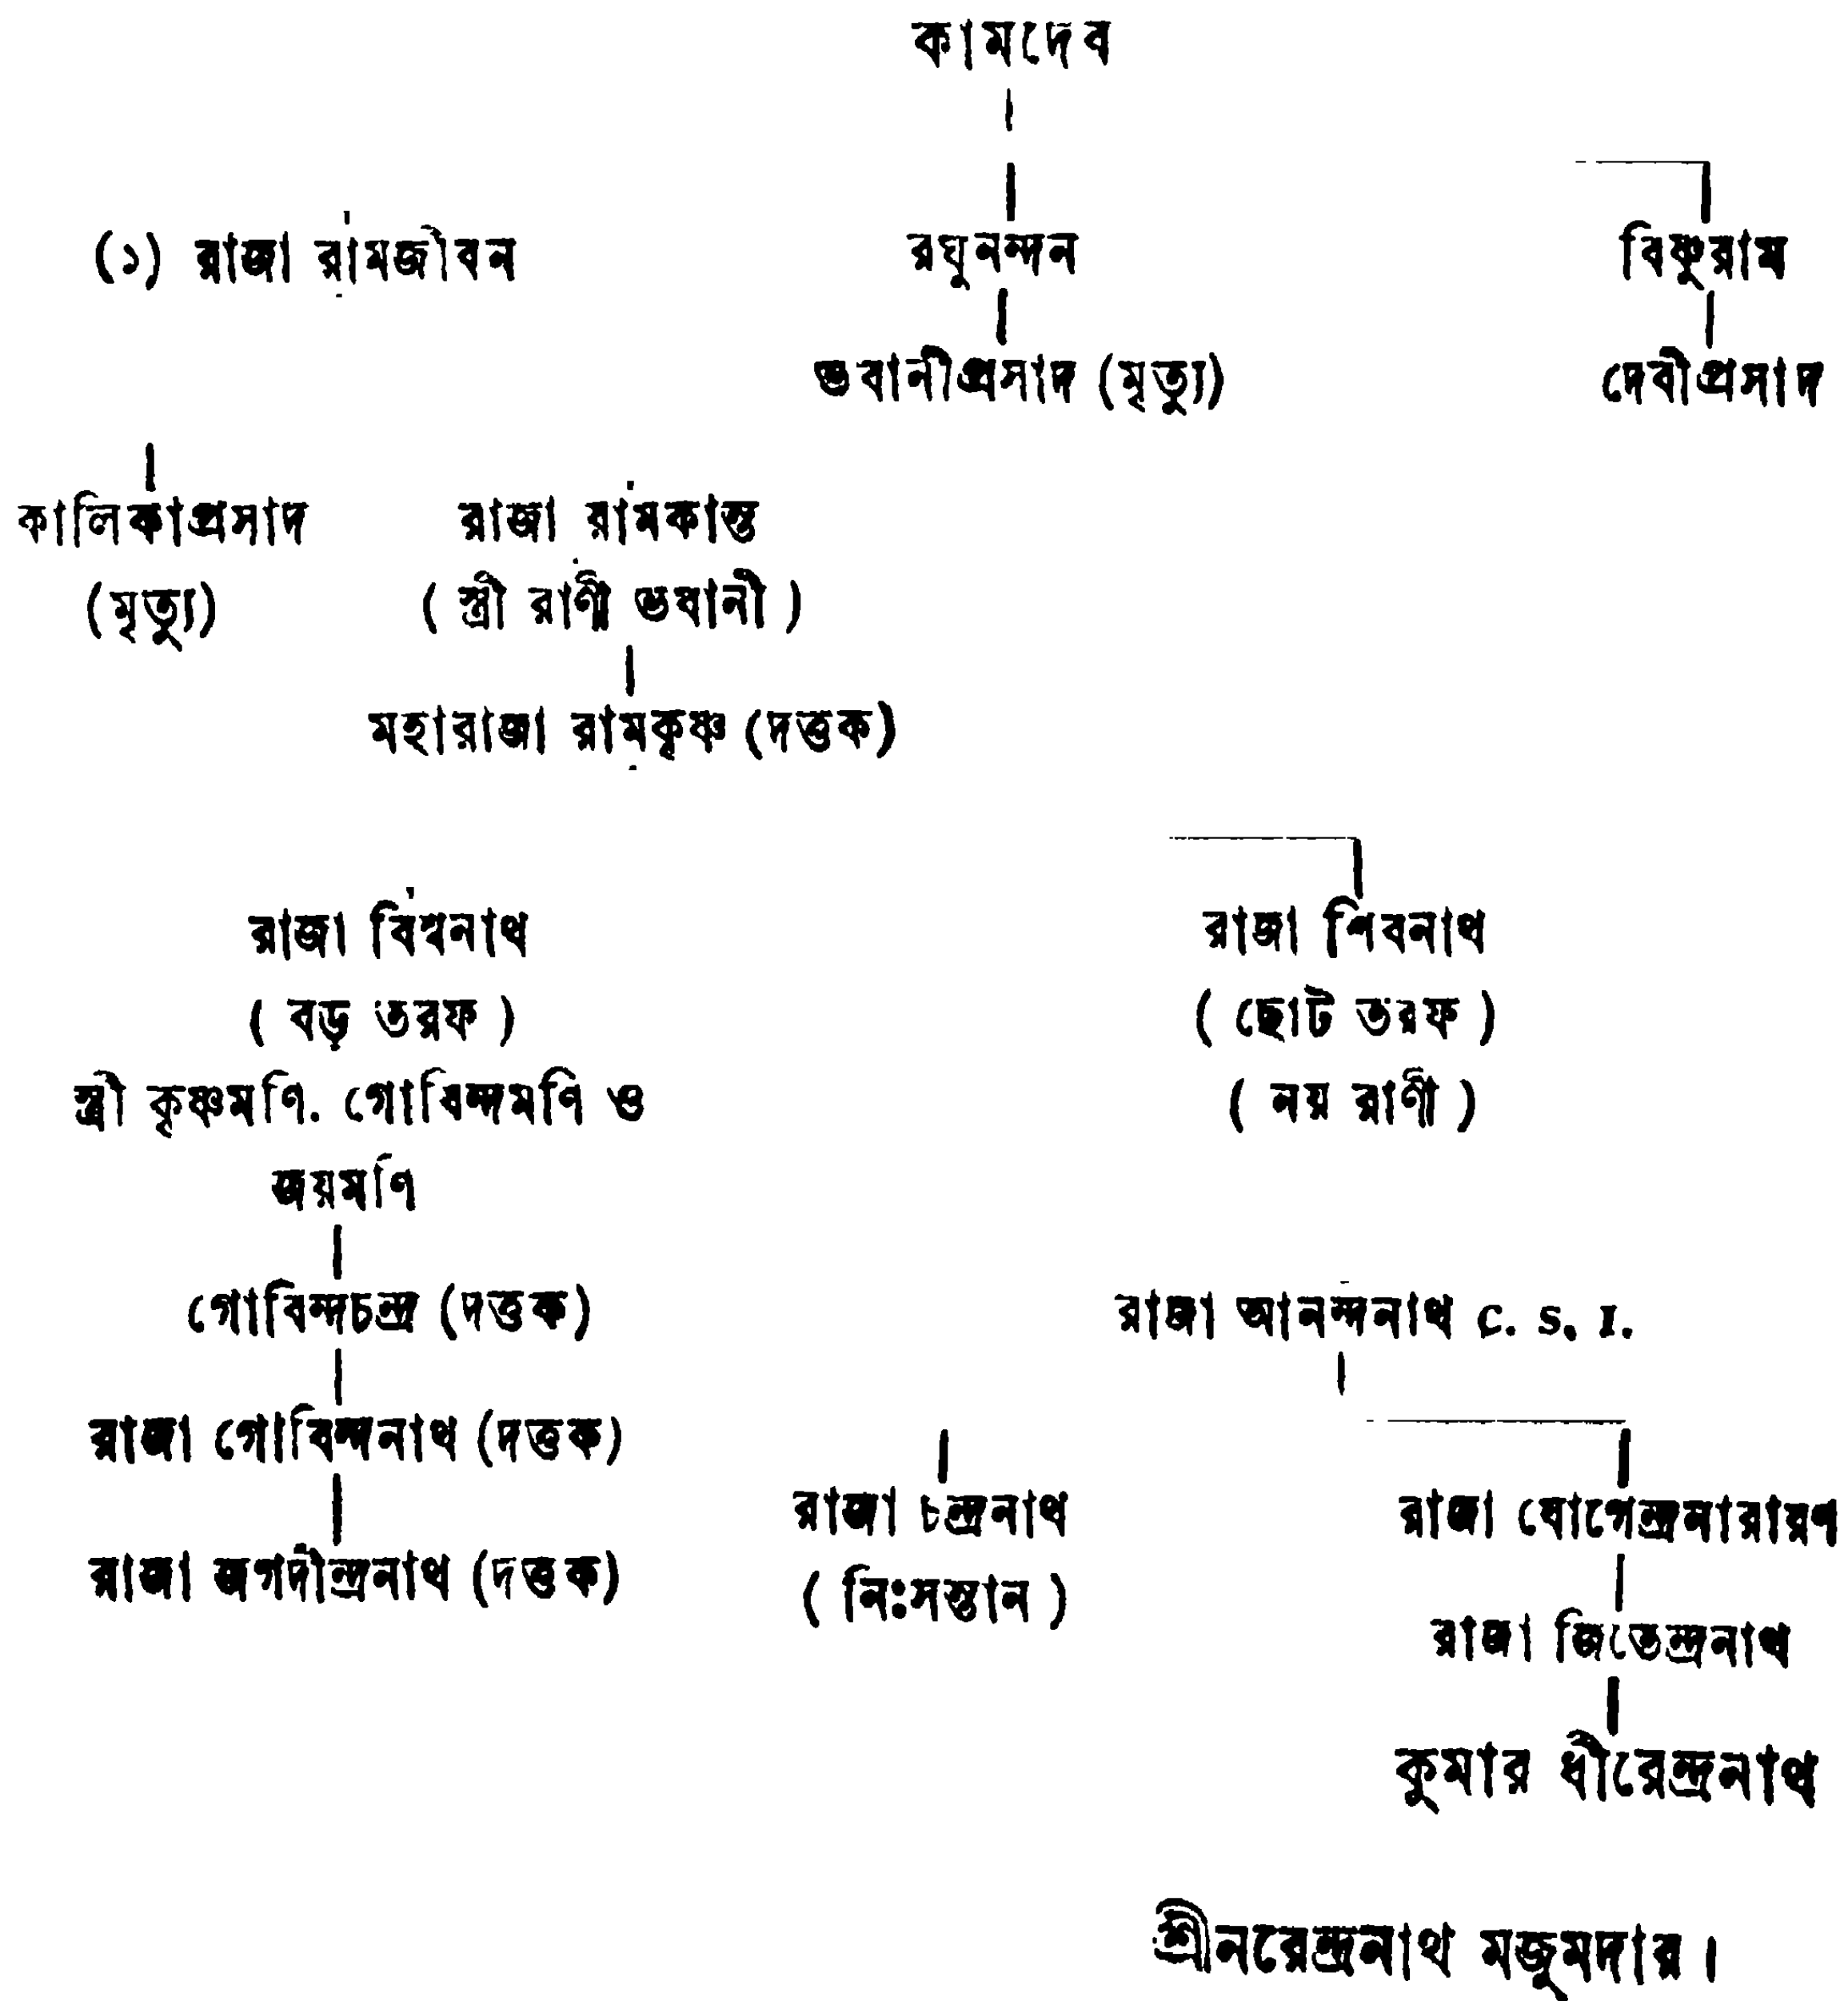 কামদেব
(১) রাজা রামজীবন রঘুনন্দন বিষ্ণুরাম
ভবানীপ্রসাদ (মৃত্যু) দেবীপ্রসাদ
কালিকাপ্রসাদ রাজা রামকান্ত
(মৃত্যু) ( স্ত্রী রাণী ভবানী )
মহারাজা রামকৃষ্ণ (দত্তক)
রাজা বিশ্বনাথ রাজা শিবনাথ
( বড় তরফ ) ( ছোট তরফ )
স্ত্রী কৃষ্ণমণি. গোবিন্দমণি ও ( নয় রাণী )
জয়মণি
গোবিন্দচন্দ্র (দত্তক) রাজা আনন্দনাথ C. S. I.
রাজা গোবিন্দনাথ (দত্তক)
রাজা চন্দ্রনাথ রাজা যোগেন্দ্রনারায়ণ
রাজা জগদীন্দ্রনাথ (দত্তক) ( নিঃসন্তান )
রাজা জিতেন্দ্রনাথ
কুমার ধীরেন্দ্রনাথ
শ্রীনরেন্দ্রনাথ মজুমদার।